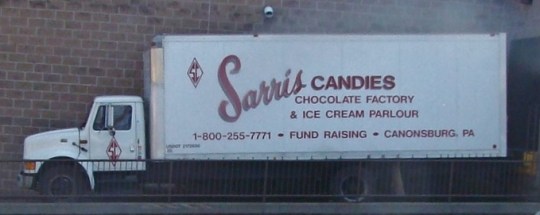 SC
Sarris CANDIES
CHOCOLATE FACTORY
& ICE CREAM PARLOUR
1-800-255-7771 • FUND RAISING • CANONSBURG, PA
SC